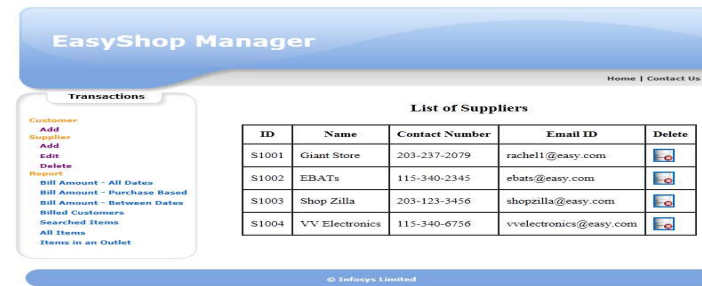 EasyShop Manager
Home | Contact Us
Transactions
Customer
Add
Supplier
Add
Edit
Delete
Report
Bill Amount - All Dates
Bill Amount - Purchase Based
Bill Amount - Between Dates
Billed Customers
Searched Items
All Items
Items in an Outlet
List of Suppliers
ID Name Contact Number Email ID Delete
S1001 Giant Store 203-237-2079 rachel1@easy.com
S1002 EBATs 115-340-2345 ebats@easy.com
S1003 Shop Zilla 203-123-3456 shopzilla@easy.com
S1004 VV Electronics 115-340-6756 vvelectronics@easy.com
© Infosys Limited